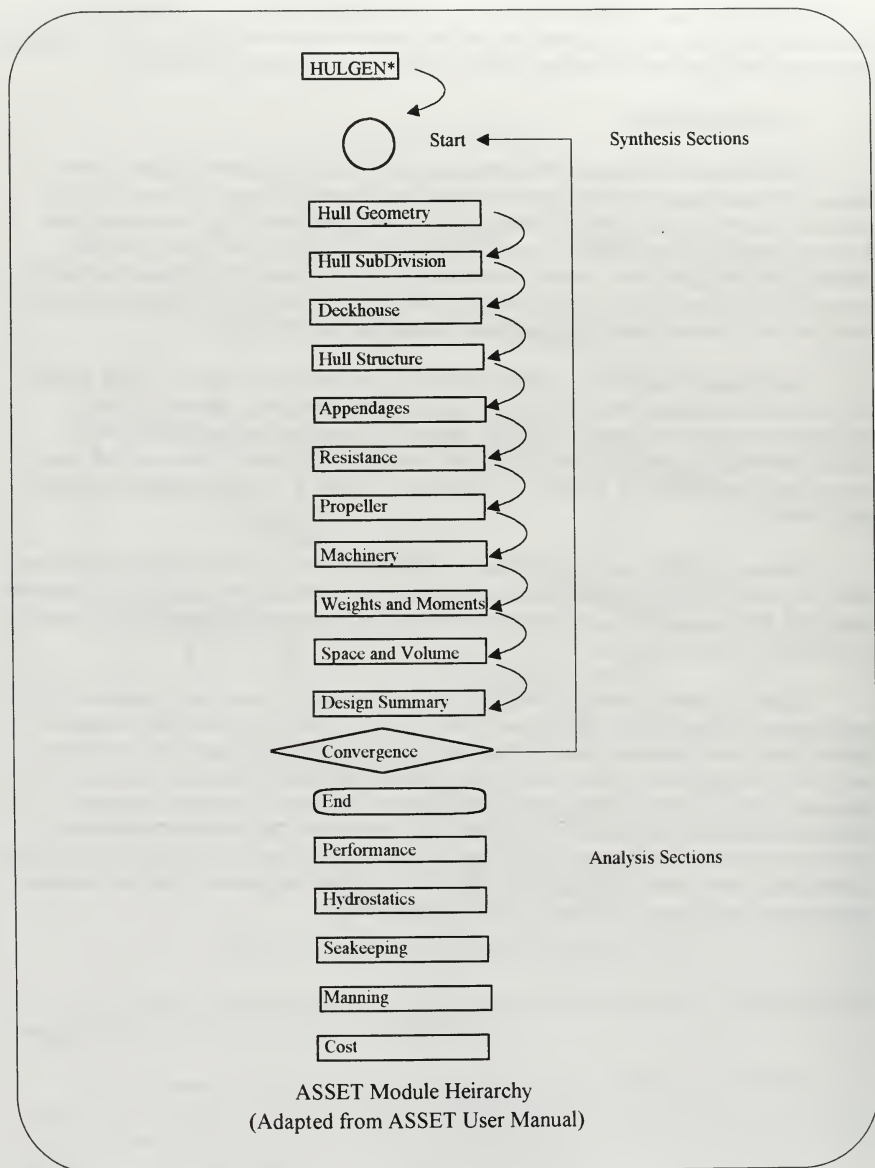 HULGEN*
Start
Synthesis Sections
Hull Geometry
Hull SubDivision
Deckhouse
Hull Structure
Appendages
Resistance
Propeller
Machinery
Weights and Moments
Space and Volume
Design Summary
Convergence
End
Performance
Analysis Sections
Hydrostatics
Seakeeping
Manning
Cost
ASSET Module Heirarchy
(Adapted from ASSET User Manual)